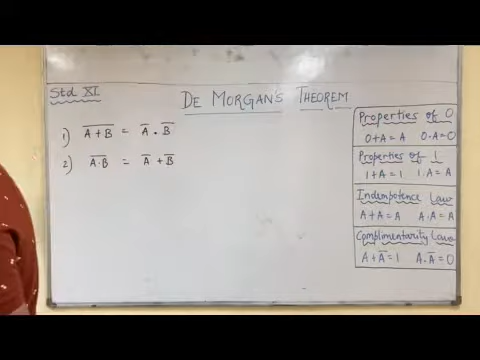 Std XI
DE MORGAN'S THEOREM
1) A̅ ̅+̅ ̅B̅ = A̅ . B̅
2) A̅.̅B̅ = A̅ + B̅
Properties of 0
0+A=A 0.A=0
Properties of 1
1+A=1 1.A=A
Indempotence Law
A+A=A A.A=A
Complimentarity Law
A+A̅=1 A.A̅=0